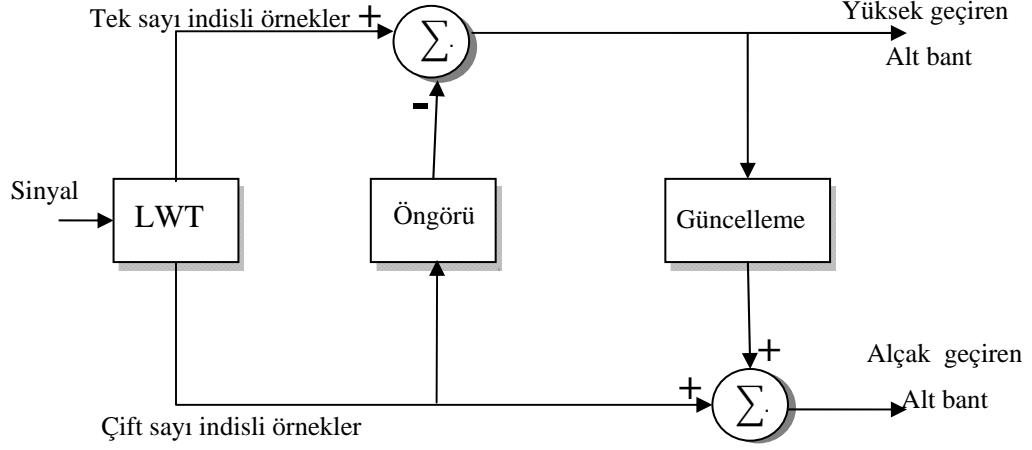 Tek sayı indisli örnekler +
Σ.
Yüksek geçiren
Alt bant
-
Sinyal
LWT
Öngörü
Güncelleme
+
+
Σ.
Alçak geçiren
Alt bant
Çift sayı indisli örnekler